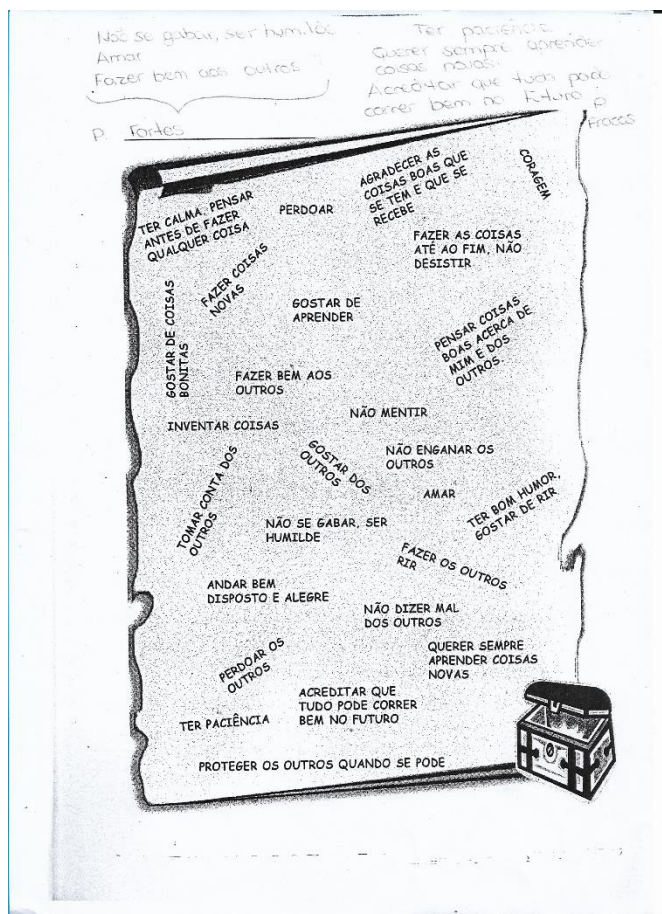 Não se gabar, ser humilde
Amar
Fazer bem aos outros
P. Fortes
Ter paciência
Querer sempre aprender
coisas novas.
Acreditar que tudo pode
correr bem no futuro
P.
Fracos
TER CALMA. PENSAR
ANTES DE FAZER
QUALQUER COISA
PERDOAR
AGRADECER AS
COISAS BOAS QUE
SE TEM E QUE SE
RECEBE
CORAGEM
FAZER AS COISAS
ATÉ AO FIM, NÃO
DESISTIR
FAZER COISAS
NOVAS
GOSTAR DE COISAS
BONITAS
GOSTAR DE
APRENDER
PENSAR COISAS
BOAS ACERCA DE
MIM E DOS
OUTROS.
FAZER BEM AOS
OUTROS
NÃO MENTIR
INVENTAR COISAS
GOSTAR DOS
OUTROS
NÃO ENGANAR OS
OUTROS
TOMAR CONTA DOS
OUTROS
AMAR
TER BOM HUMOR,
GOSTAR DE RIR
NÃO SE GABAR, SER
HUMILDE
FAZER OS OUTROS
RIR
ANDAR BEM
DISPOSTO E ALEGRE
NÃO DIZER MAL
DOS OUTROS
PERDOAR OS
OUTROS
QUERER SEMPRE
APRENDER COISAS
NOVAS
ACREDITAR QUE
TUDO PODE CORRER
BEM NO FUTURO
TER PACIÊNCIA
PROTEGER OS OUTROS QUANDO SE PODE